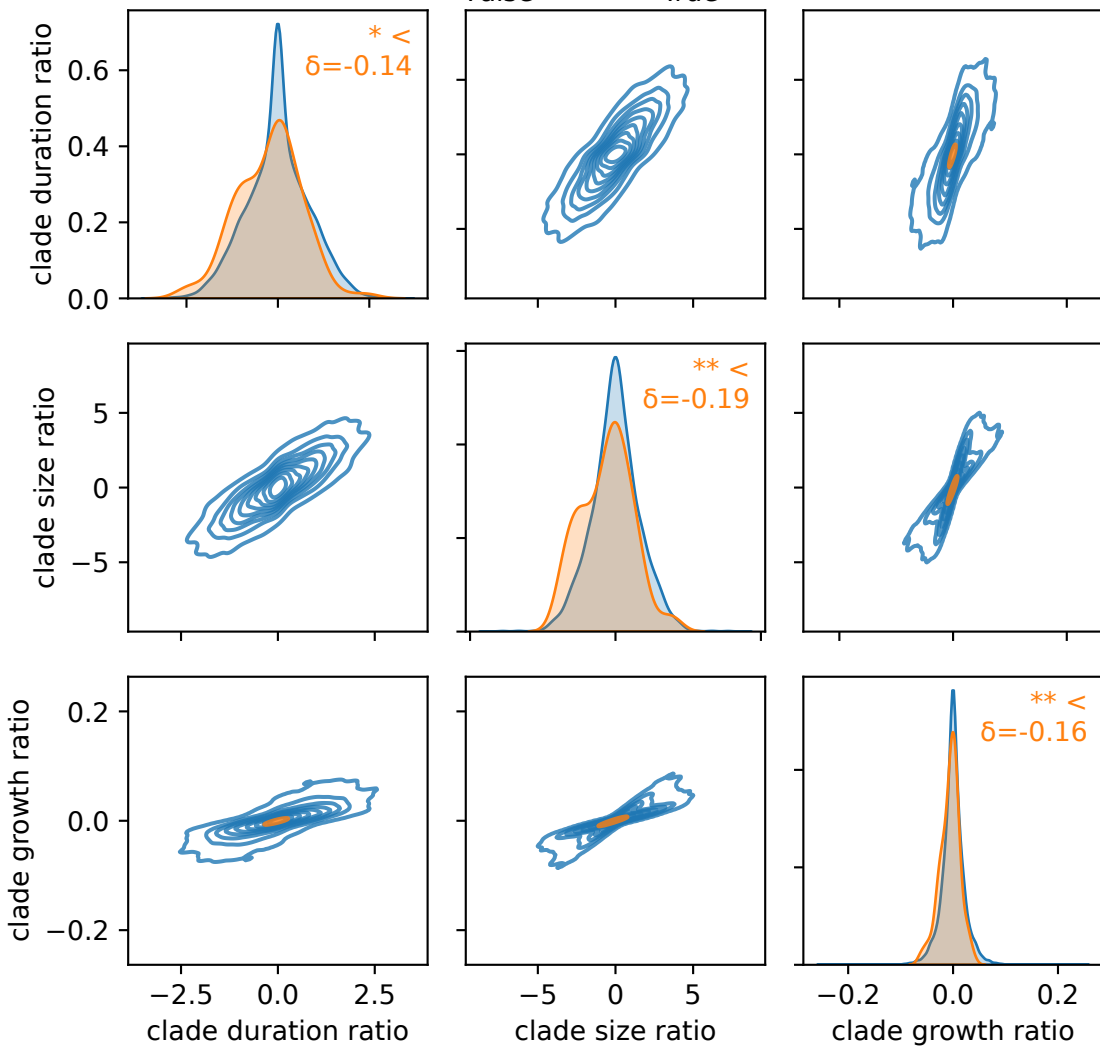 clade duration ratio
0.6
0.4
0.2
0.0
* <
δ=-0.14
clade size ratio
5
0
−5
** <
δ=-0.19
clade growth ratio
0.2
0.0
−0.2
** <
δ=-0.16
−2.5 0.0 2.5
−5 0 5
−0.2 0.0 0.2
clade duration ratio
clade size ratio
clade growth ratio